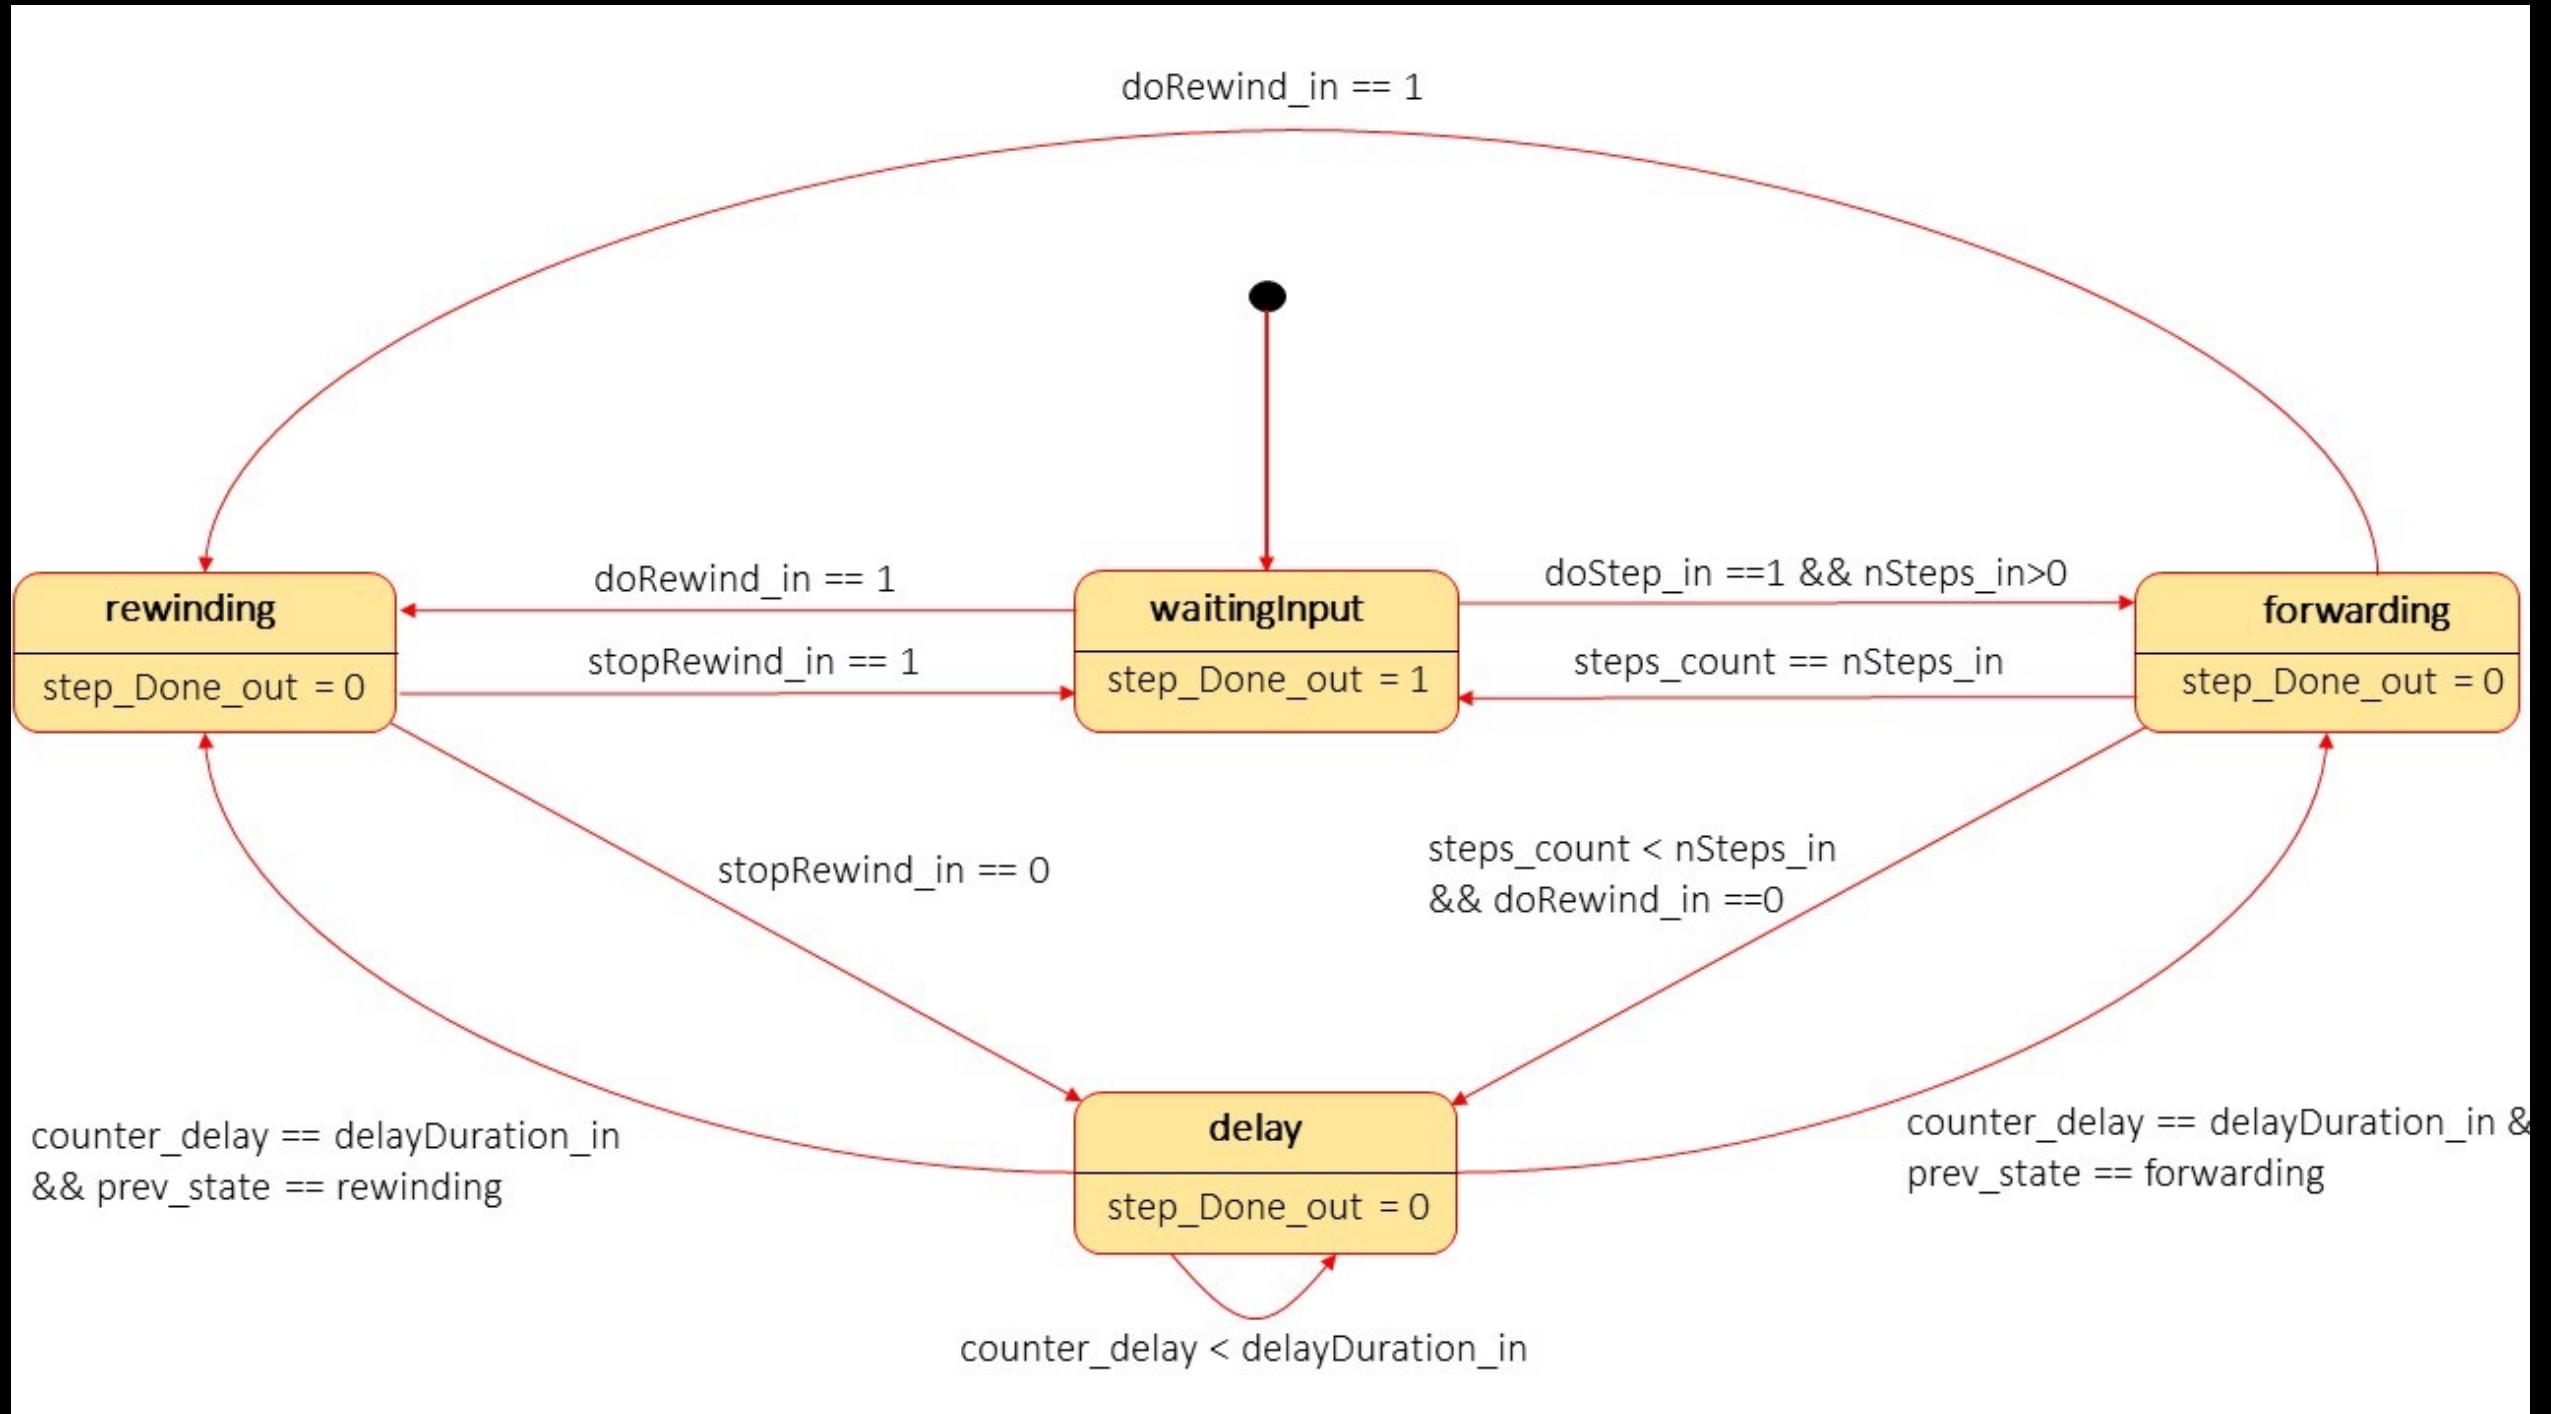 doRewind_in == 1
doRewind_in == 1
doStep_in ==1 && nSteps_in>0
rewinding
waitingInput
forwarding
stopRewind_in == 1
steps_count == nSteps_in
step_Done_out = 0
step_Done_out = 1
step_Done_out = 0
stopRewind_in == 0
steps_count < nSteps_in
&& doRewind_in ==0
counter_delay == delayDuration_in
&& prev_state == rewinding
delay
step_Done_out = 0
counter_delay == delayDuration_in &
prev_state == forwarding
counter_delay < delayDuration_in